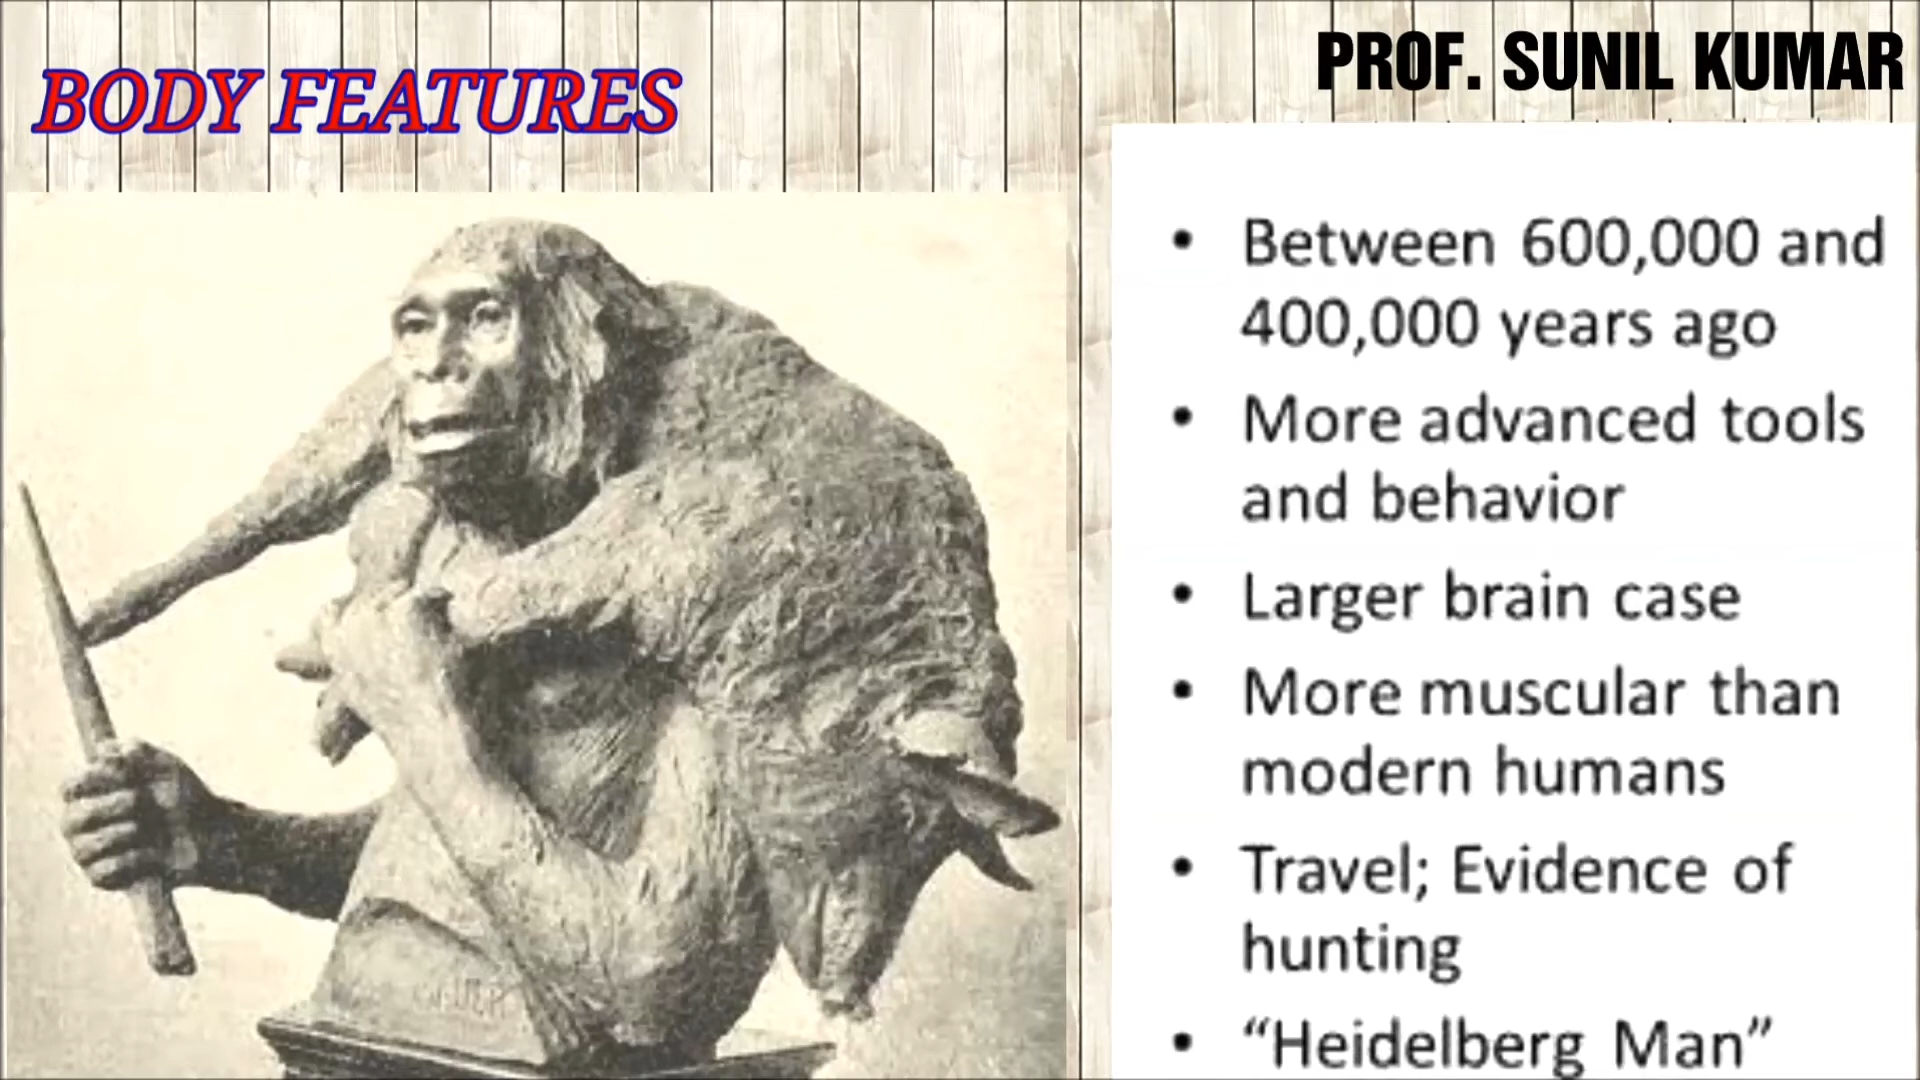 BODY FEATURES
PROF. SUNIL KUMAR
• Between 600,000 and
400,000 years ago
• More advanced tools
and behavior
• Larger brain case
• More muscular than
modern humans
• Travel; Evidence of
hunting
• “Heidelberg Man”